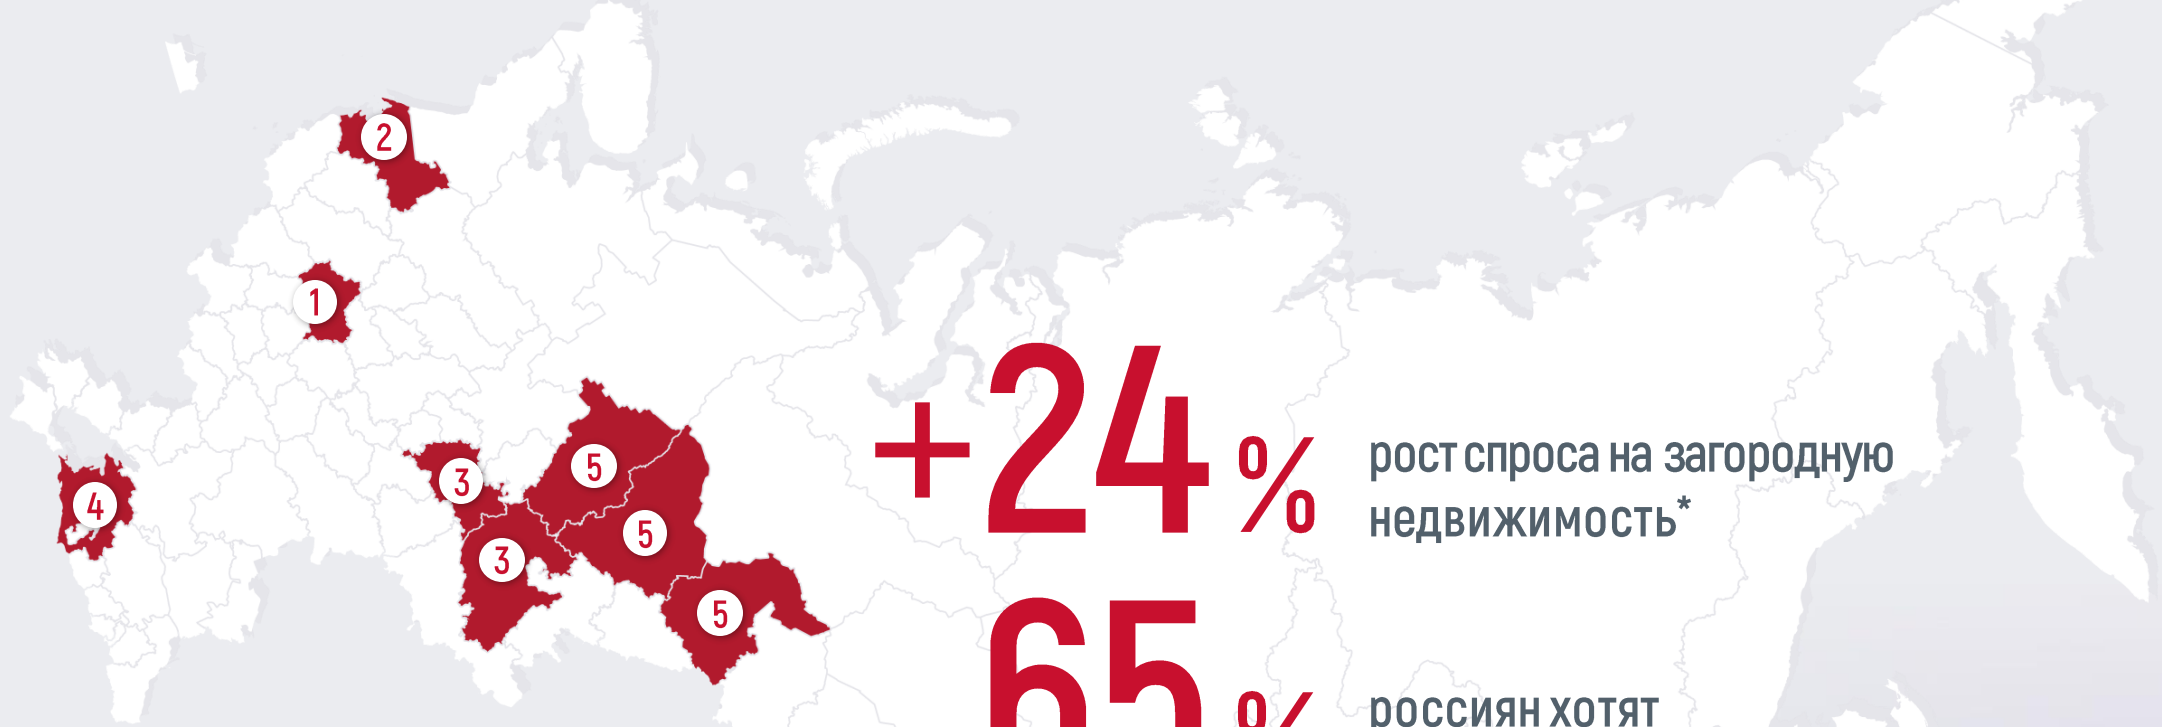 2
1
+24 % рост спроса на загородную
недвижимость*
5
3
4
5
3
5
65 % россиян хотят